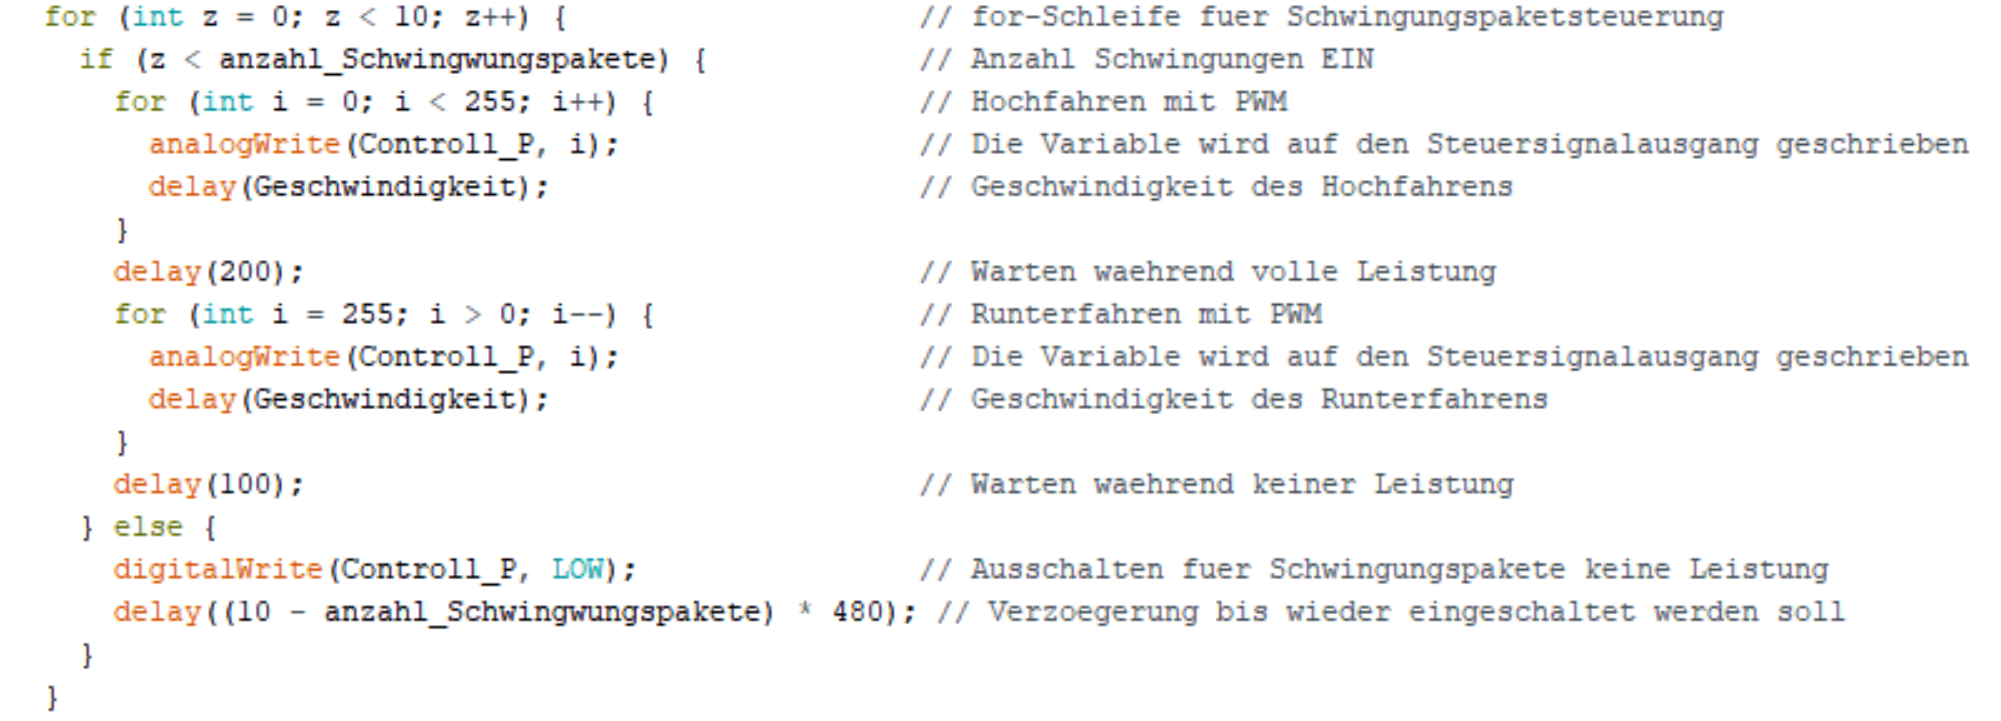 for (int z = 0; z < 10; z++) { // for-Schleife fuer Schwingungspaketsteuerung
if (z < anzahl_Schwingwungspakete) { // Anzahl Schwingungen EIN
for (int i = 0; i < 255; i++) { // Hochfahren mit PWM
analogWrite(Controll_P, i); // Die Variable wird auf den Steuersignalausgang geschrieben
delay(Geschwindigkeit); // Geschwindigkeit des Hochfahrens
}
delay(200); // Warten waehrend volle Leistung
for (int i = 255; i > 0; i--) { // Runterfahren mit PWM
analogWrite(Controll_P, i); // Die Variable wird auf den Steuersignalausgang geschrieben
delay(Geschwindigkeit); // Geschwindigkeit des Runterfahrens
}
delay(100); // Warten waehrend keiner Leistung
} else {
digitalWrite(Controll_P, LOW); // Ausschalten fuer Schwingungspakete keine Leistung
delay((10 - anzahl_Schwingwungspakete) * 480); // Verzoegerung bis wieder eingeschaltet werden soll
}
}